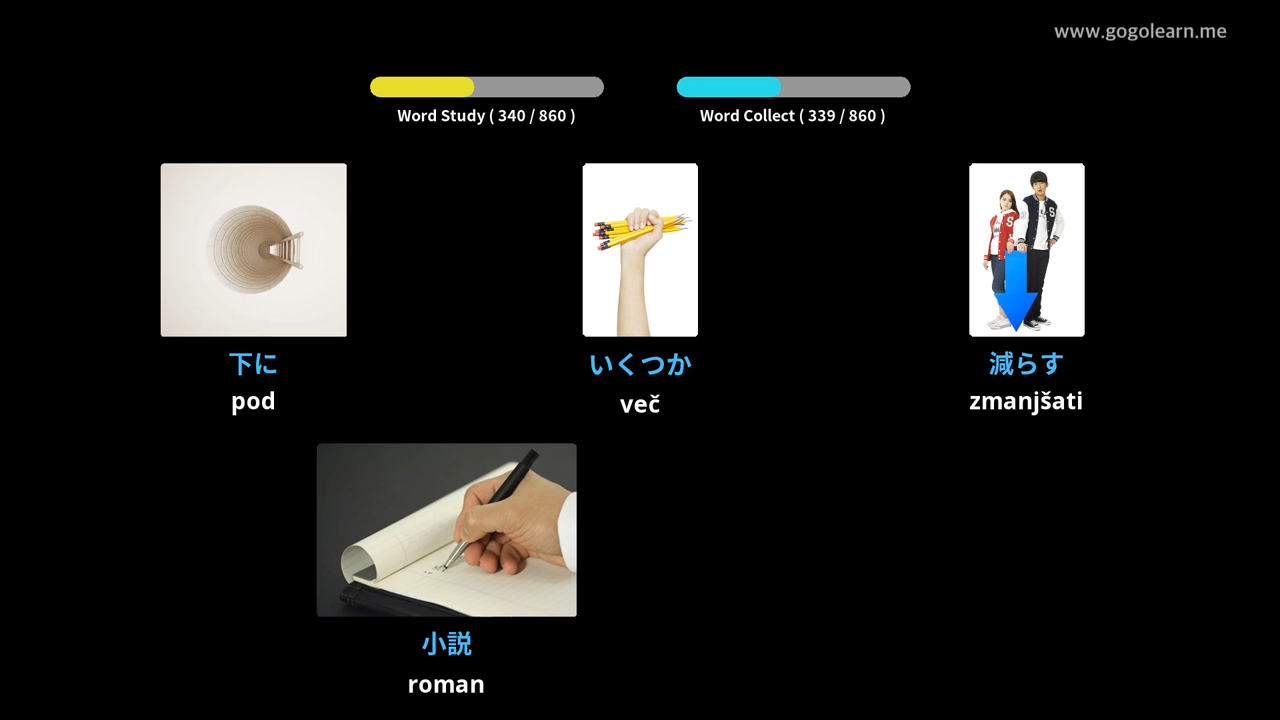 www.gogolearn.me
Word Study ( 340 / 860 )
Word Collect ( 339 / 860 )
下に
いくつか
減らす
pod
več
zmanjšati
小説
roman